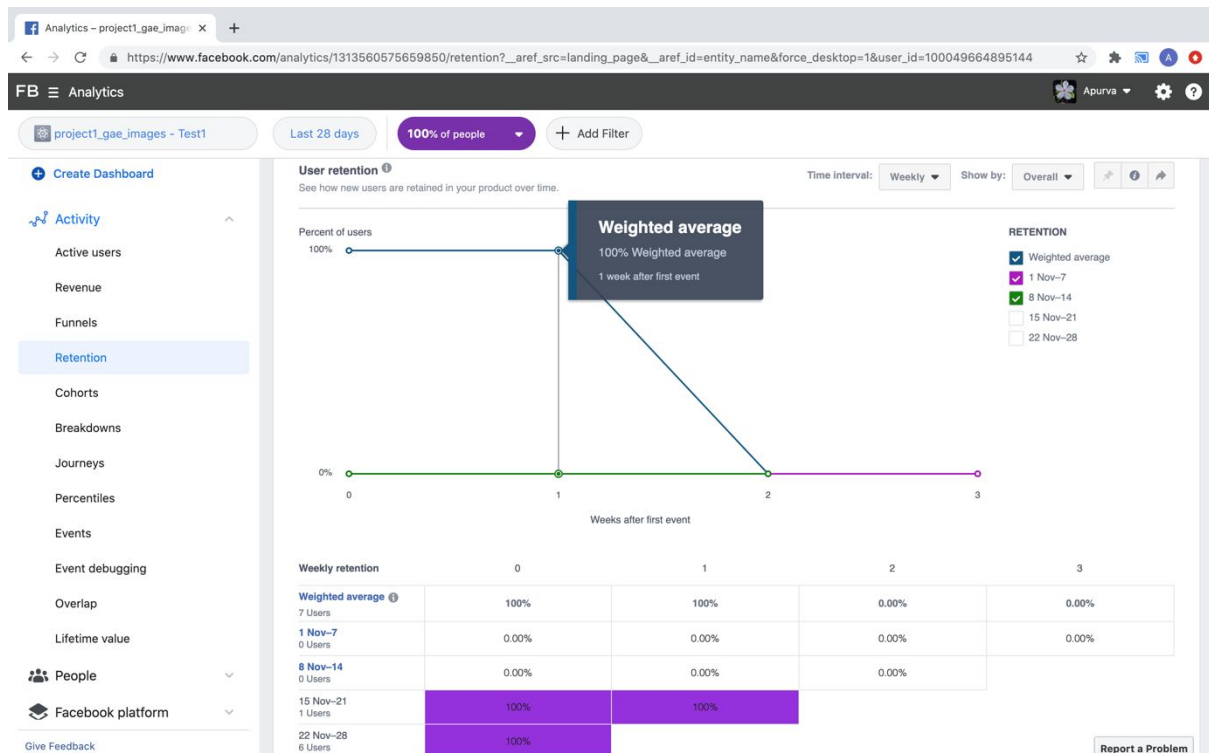 Analytics – project1_gae_image
https://www.facebook.com/analytics/1313560575659850/retention?__aref_src=landing_page&__aref_id=entity_name&force_desktop=1&user_id=100049664895144
A
FB Analytics
Apurva
project1_gae_images - Test1
Last 28 days
100% of people
+ Add Filter
Create Dashboard
Activity
Active users
Revenue
Funnels
Retention
Cohorts
Breakdowns
Journeys
Percentiles
Events
Event debugging
Overlap
Lifetime value
People
Facebook platform
Give Feedback
User retention
See how new users are retained in your product over time.
Time interval: Weekly
Show by: Overall
Percent of users
100%
Weighted average
100% Weighted average
1 week after first event
RETENTION
Weighted average
1 Nov–7
8 Nov–14
15 Nov–21
22 Nov–28
0%
0 1 2 3
Weeks after first event
Weekly retention 0 1 2 3
Weighted average 100% 100% 0.00% 0.00%
7 Users
1 Nov–7 0.00% 0.00% 0.00% 0.00%
0 Users
8 Nov–14 0.00% 0.00% 0.00%
0 Users
15 Nov–21 100% 100%
1 Users
22 Nov–28 100%
6 Users
Report a Problem